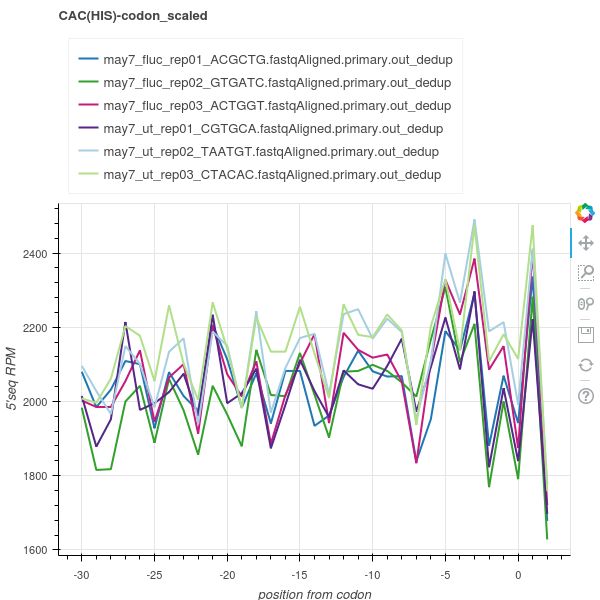 CAC(HIS)-codon_scaled
may7_fluc_rep01_ACGCTG.fastqAligned.primary.out_dedup
may7_fluc_rep02_GTGATC.fastqAligned.primary.out_dedup
may7_fluc_rep03_ACTGGT.fastqAligned.primary.out_dedup
may7_ut_rep01_CGTGCA.fastqAligned.primary.out_dedup
may7_ut_rep02_TAATGT.fastqAligned.primary.out_dedup
may7_ut_rep03_CTACAC.fastqAligned.primary.out_dedup
2400
2200
2000
1800
1600
5'seq RPM
-30 -25 -20 -15 -10 -5 0
position from codon